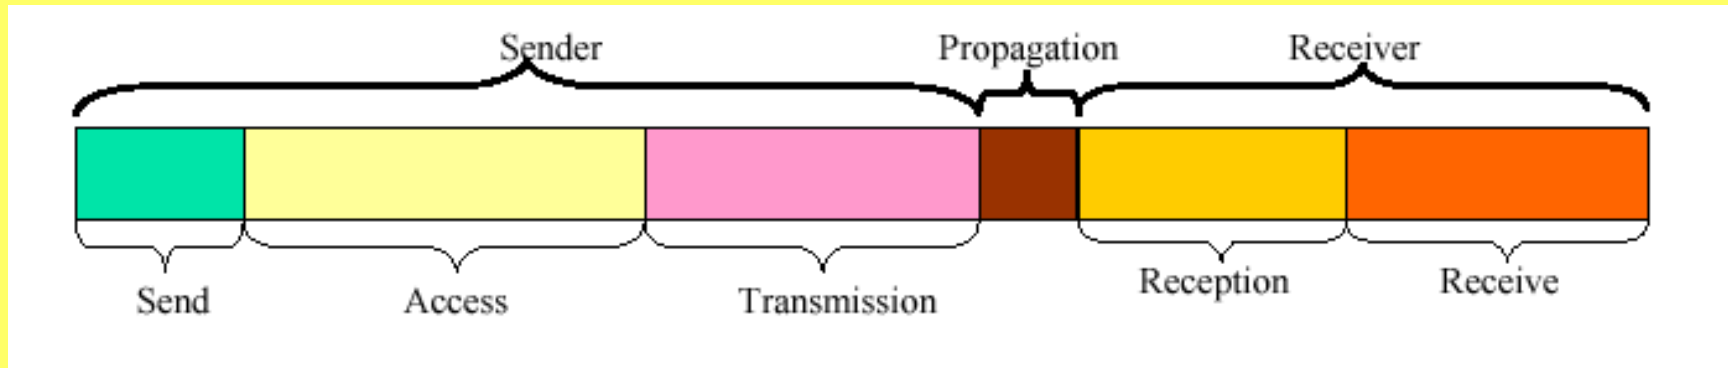 Sender
Propagation
Receiver
Send
Access
Transmission
Reception
Receive